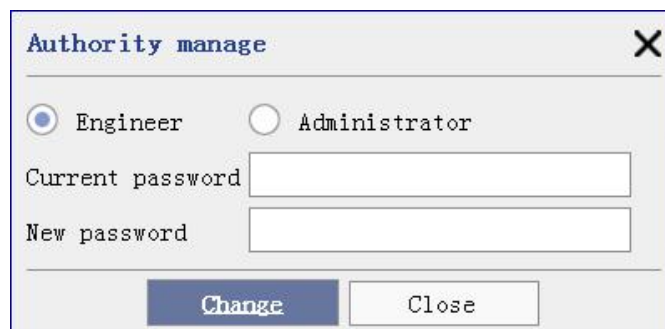 Authority manage
Engineer Administrator
Current password
New password
Change Close